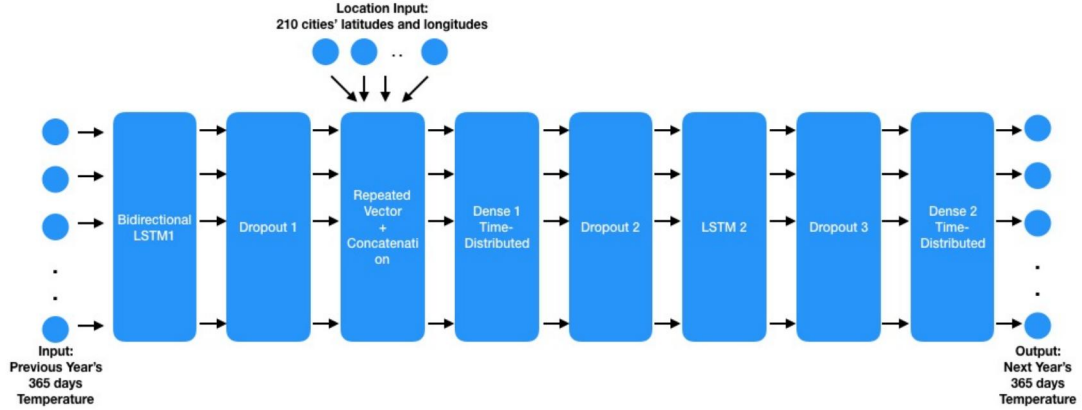 Location Input:
210 cities' latitudes and longitudes
. .
Bidirectional
LSTM1
Dropout 1
Repeated
Vector
+
Concatenati
on
Dense 1
Time-
Distributed
Dropout 2
LSTM 2
Dropout 3
Dense 2
Time-
Distributed
Input:
Previous Year's
365 days
Temperature
Output:
Next Year's
365 days
Temperature